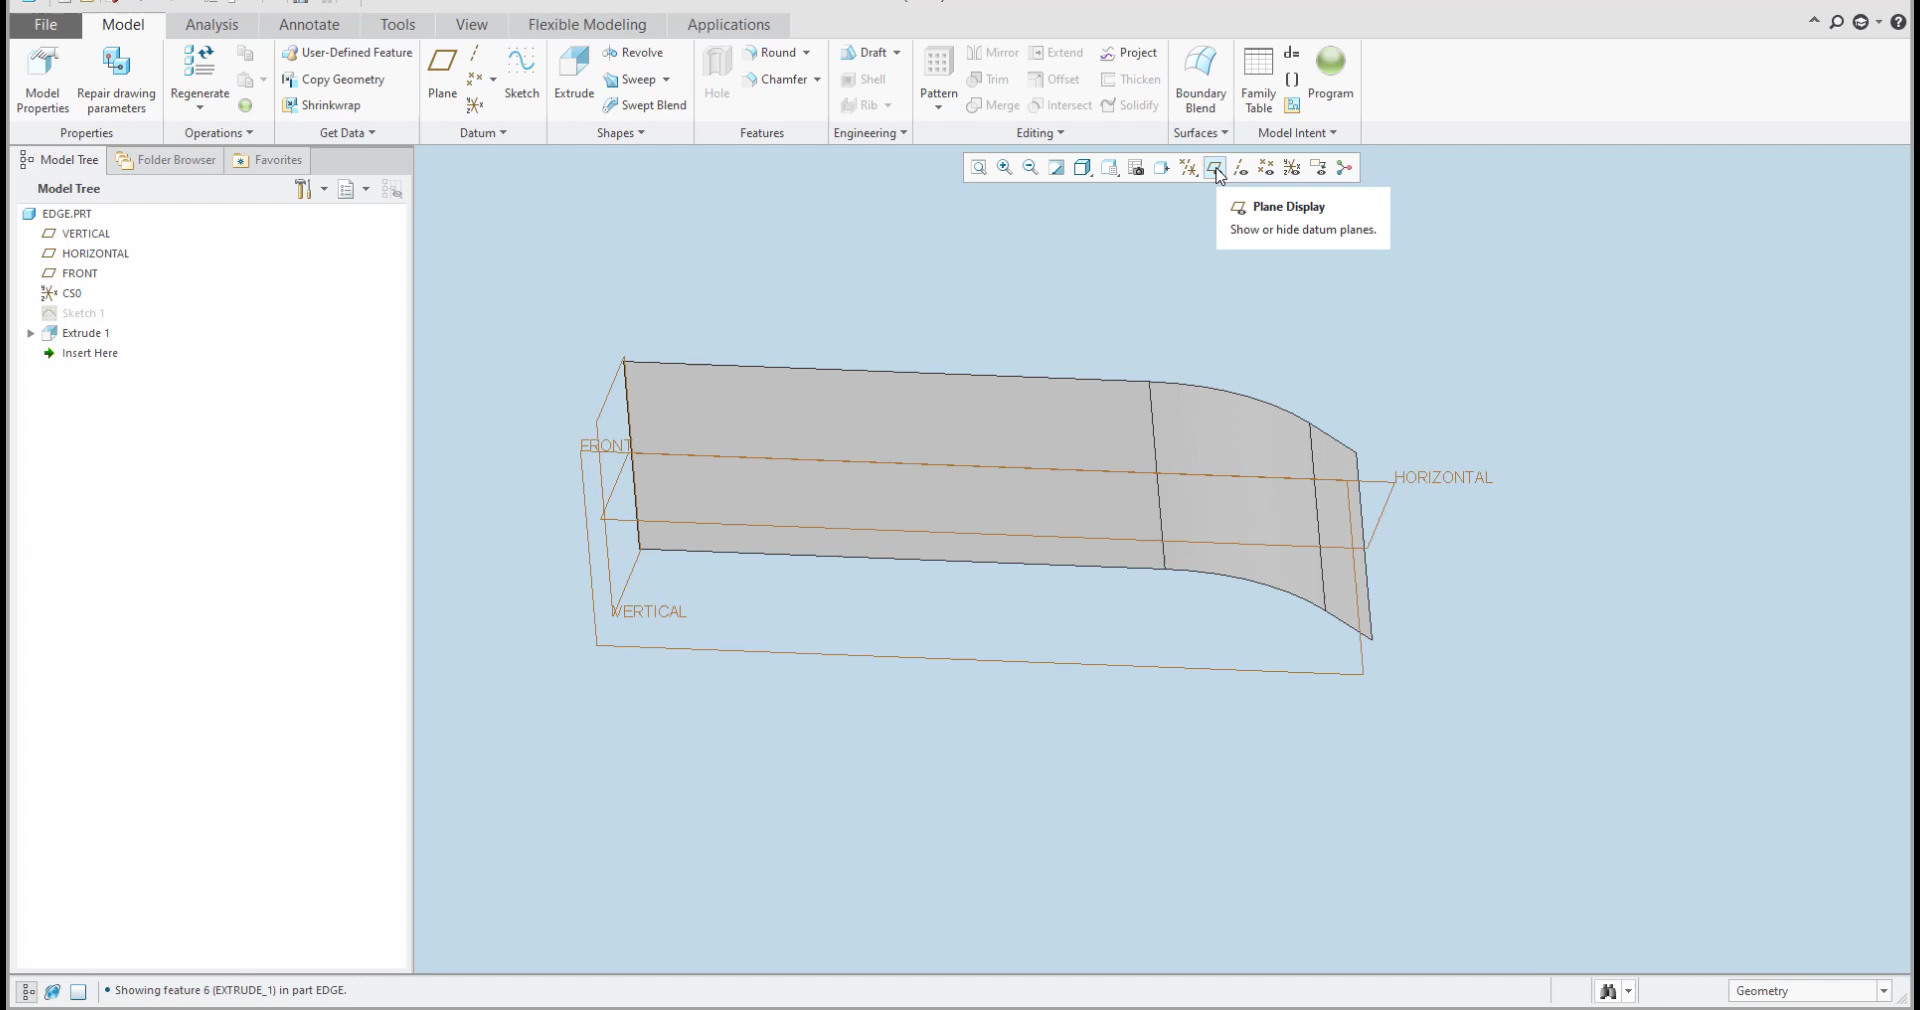 File Model Analysis Annotate Tools View Flexible Modeling Applications
Model Properties
Repair drawing parameters
Properties
Regenerate
Operations
User-Defined Feature
Copy Geometry
Shrinkwrap
Get Data
Plane
Sketch
Datum
Extrude
Revolve
Sweep
Swept Blend
Shapes
Hole
Round
Chamfer
Features
Draft
Shell
Rib
Engineering
Pattern
Mirror
Extend
Project
Trim
Offset
Thicken
Merge
Intersect
Solidify
Editing
Boundary Blend
Surfaces
Family Table
d=
Program
Model Intent
Model Tree Folder Browser Favorites
Model Tree
EDGE.PRT
VERTICAL
HORIZONTAL
FRONT
CS0
Sketch 1
Extrude 1
Insert Here
Plane Display
Show or hide datum planes.
FRONT
HORIZONTAL
VERTICAL
Showing feature 6 (EXTRUDE_1) in part EDGE.
Geometry